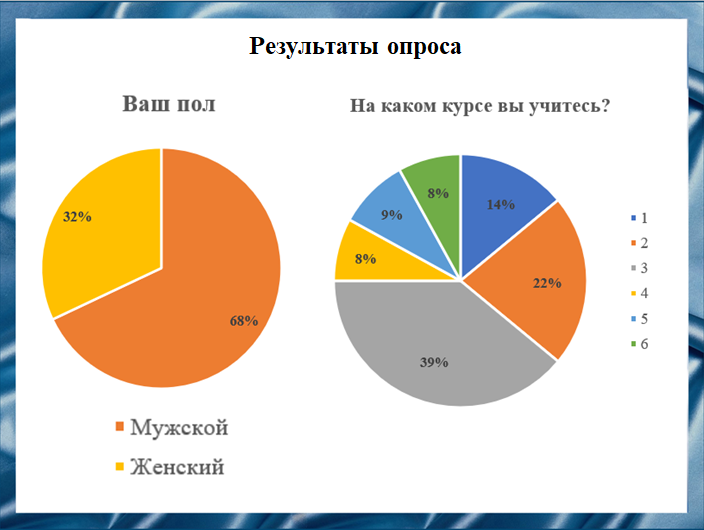 Результаты опроса
Ваш пол
32%
68%
Мужской
Женский
На каком курсе вы учитесь?
8%
14%
9%
8%
22%
39%
1
2
3
4
5
6